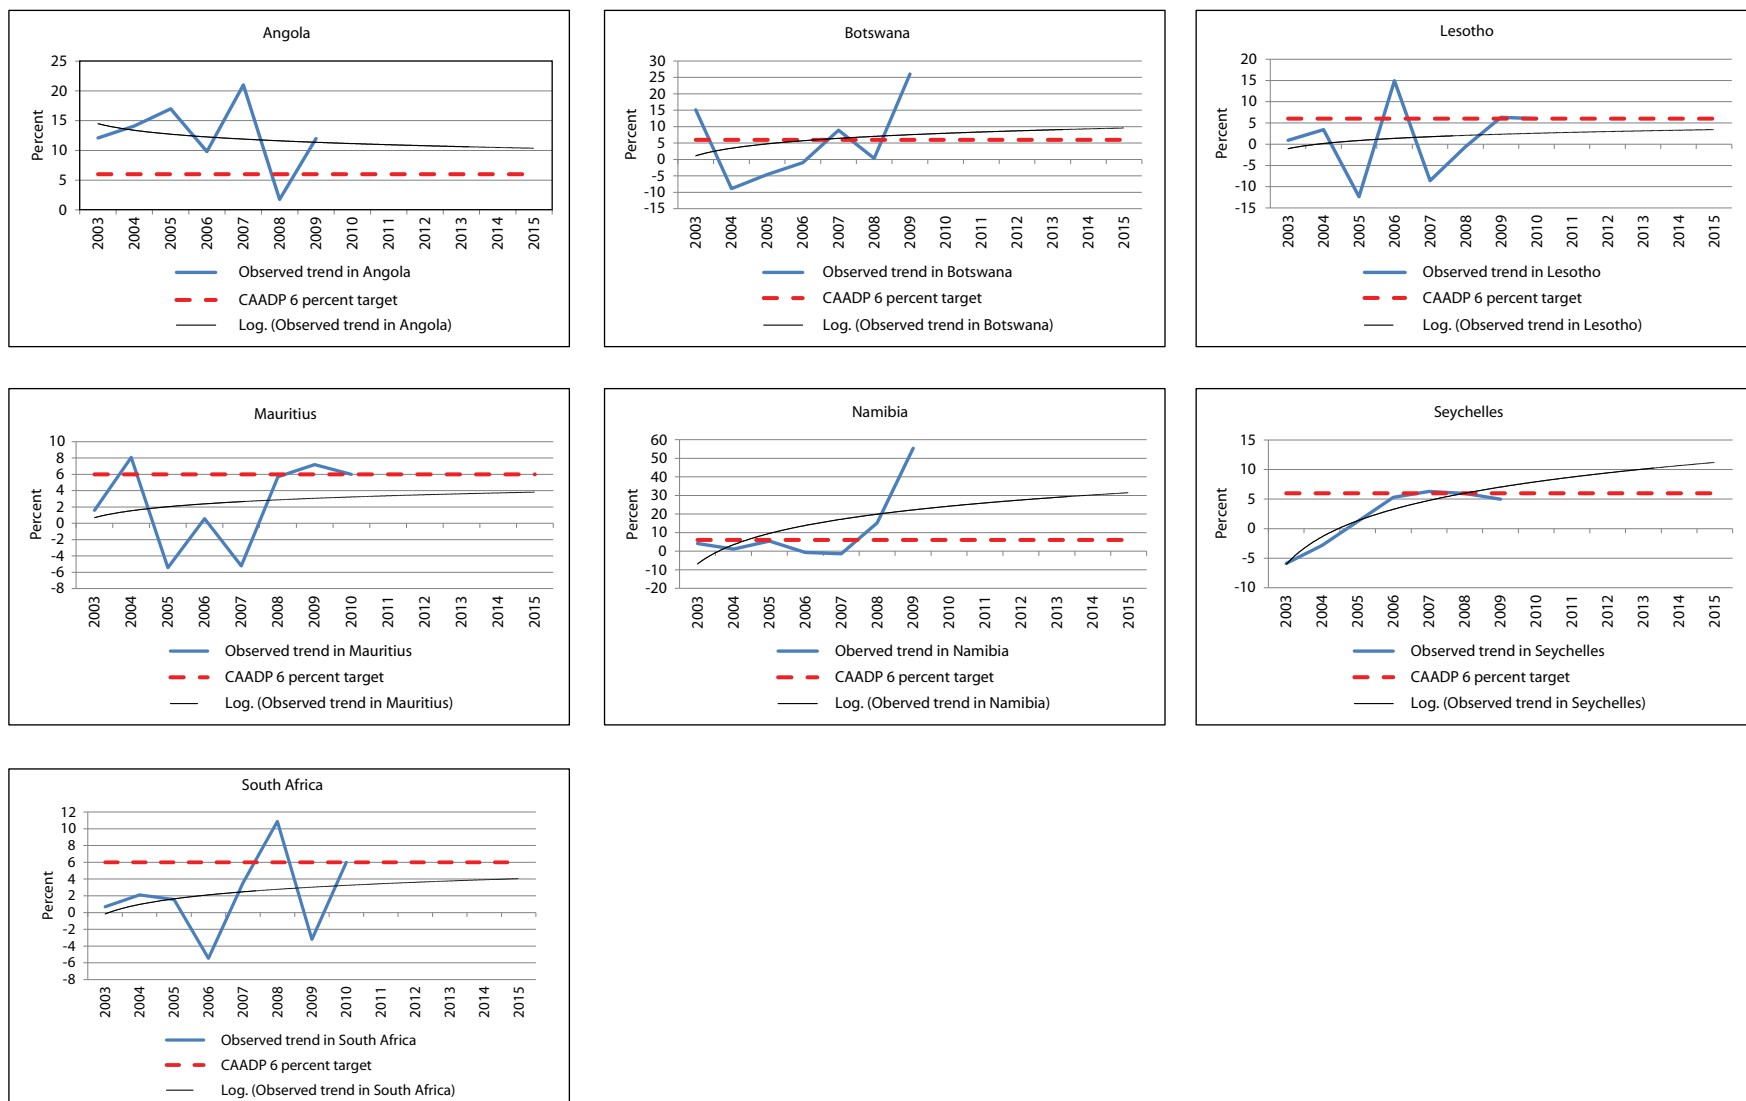 Angola
Percent
25
20
15
10
5
0
2003 2004 2005 2006 2007 2008 2009 2010 2011 2012 2013 2014 2015
Observed trend in Angola
CAADP 6 percent target
Log. (Observed trend in Angola)
Botswana
Percent
30
25
20
15
10
5
0
-5
-10
-15
2003 2004 2005 2006 2007 2008 2009 2010 2011 2012 2013 2014 2015
Observed trend in Botswana
CAADP 6 percent target
Log. (Observed trend in Botswana)
Lesotho
Percent
20
15
10
5
0
-5
-10
-15
2003 2004 2005 2006 2007 2008 2009 2010 2011 2012 2013 2014 2015
Observed trend in Lesotho
CAADP 6 percent target
Log. (Observed trend in Lesotho)
Mauritius
Percent
10
8
6
4
2
0
-2
-4
-6
-8
2003 2004 2005 2006 2007 2008 2009 2010 2011 2012 2013 2014 2015
Observed trend in Mauritius
CAADP 6 percent target
Log. (Observed trend in Mauritius)
Namibia
Percent
60
50
40
30
20
10
0
-10
-20
2003 2004 2005 2006 2007 2008 2009 2010 2011 2012 2013 2014 2015
Oberved trend in Namibia
CAADP 6 percent target
Log. (Oberved trend in Namibia)
Seychelles
Percent
15
10
5
0
-5
-10
2003 2004 2005 2006 2007 2008 2009 2010 2011 2012 2013 2014 2015
Observed trend in Seychelles
CAADP 6 percent target
Log. (Observed trend in Seychelles)
South Africa
Percent
12
10
8
6
4
2
0
-2
-4
-6
-8
2003 2004 2005 2006 2007 2008 2009 2010 2011 2012 2013 2014 2015
Observed trend in South Africa
CAADP 6 percent target
Log. (Observed trend in South Africa)